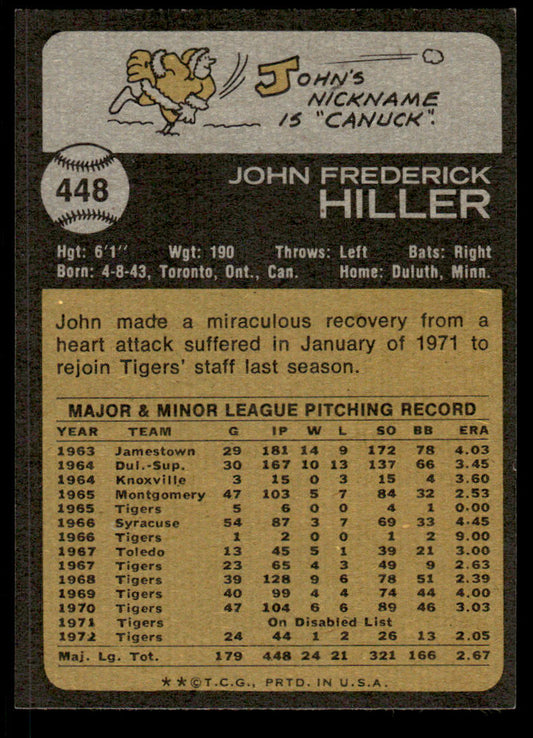 JOHN'S
NICKNAME
IS "CANUCK".
448
JOHN FREDERICK
HILLER
Hgt: 6'1" Wgt: 190 Throws: Left Bats: Right
Born: 4-8-43, Toronto, Ont., Can. Home: Duluth, Minn.
John made a miraculous recovery from a
heart attack suffered in January of 1971 to
rejoin Tigers' staff last season.
MAJOR & MINOR LEAGUE PITCHING RECORD
YEAR TEAM G IP W L SO BB ERA
1963 Jamestown 29 181 14 9 172 78 4.03
1964 Dul.-Sup. 30 167 10 13 137 66 3.45
1964 Knoxville 3 15 0 3 15 4 3.60
1965 Montgomery 47 103 5 7 84 32 2.53
1965 Tigers 5 6 0 0 4 1 0.00
1966 Syracuse 54 87 3 7 69 33 4.45
1966 Tigers 1 2 0 0 1 2 9.00
1967 Toledo 13 45 5 1 39 21 3.00
1967 Tigers 23 65 4 3 49 9 2.63
1968 Tigers 39 128 9 6 78 51 2.39
1969 Tigers 40 99 4 4 74 44 4.00
1970 Tigers 47 104 6 6 89 46 3.03
1971 Tigers On Disabled List
1972 Tigers 24 44 1 2 26 13 2.05
Maj. Lg. Tot. 179 448 24 21 321 166 2.67
**©T.C.G., PRTD. IN U.S.A.